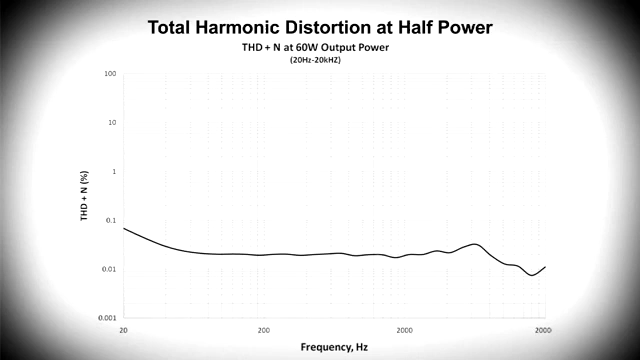 Total Harmonic Distortion at Half Power
THD + N at 60W Output Power
(20Hz-20kHZ)
100
10
1
0.1
0.01
0.001
THD + N (%)
20
200
2000
2000
Frequency, Hz